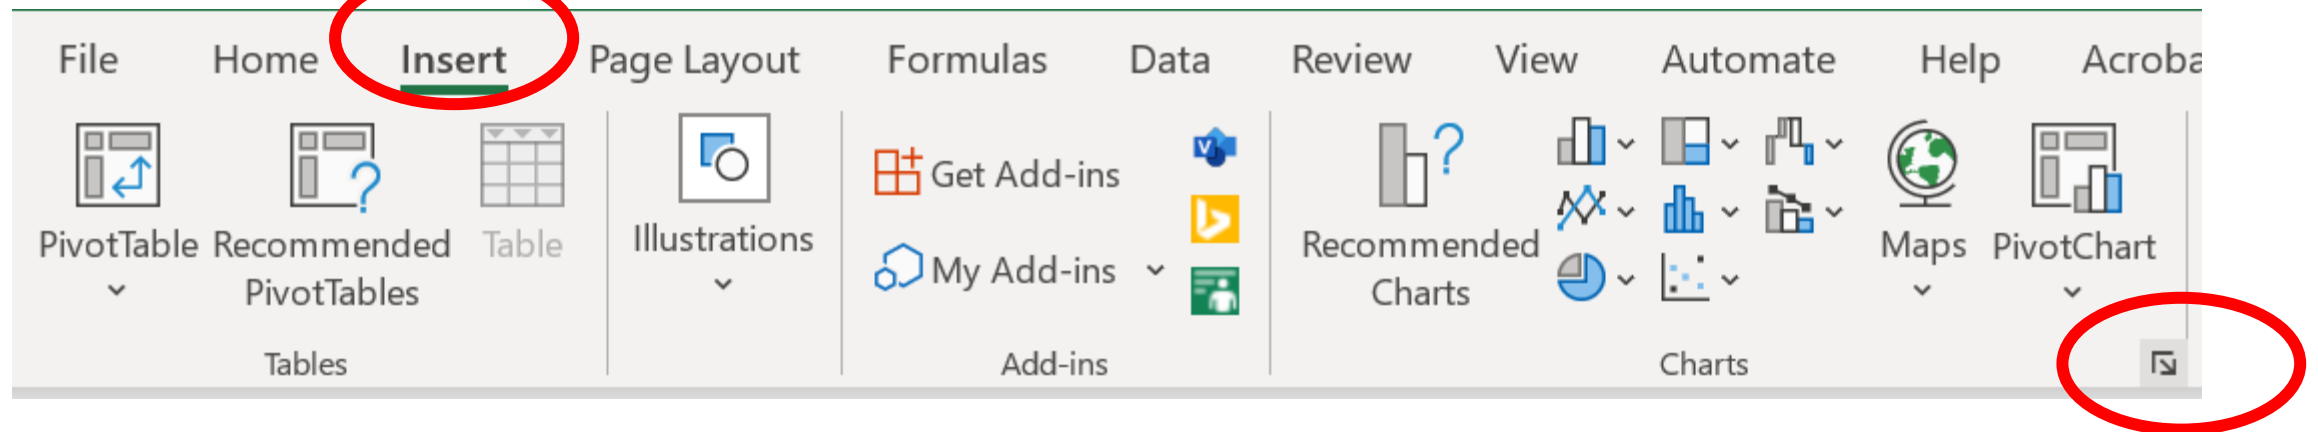 File Home Insert Page Layout Formulas Data Review View Automate Help Acroba
PivotTable Recommended PivotTables Table Illustrations
Get Add-ins
My Add-ins
Recommended Charts Maps PivotChart
Tables Add-ins Charts